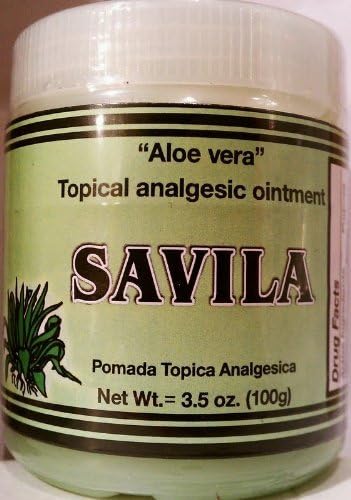 “Aloe vera”
Topical analgesic ointment
SAVILA
Pomada Topica Analgesica
Net Wt.= 3.5 oz. (100g)
Drug Facts